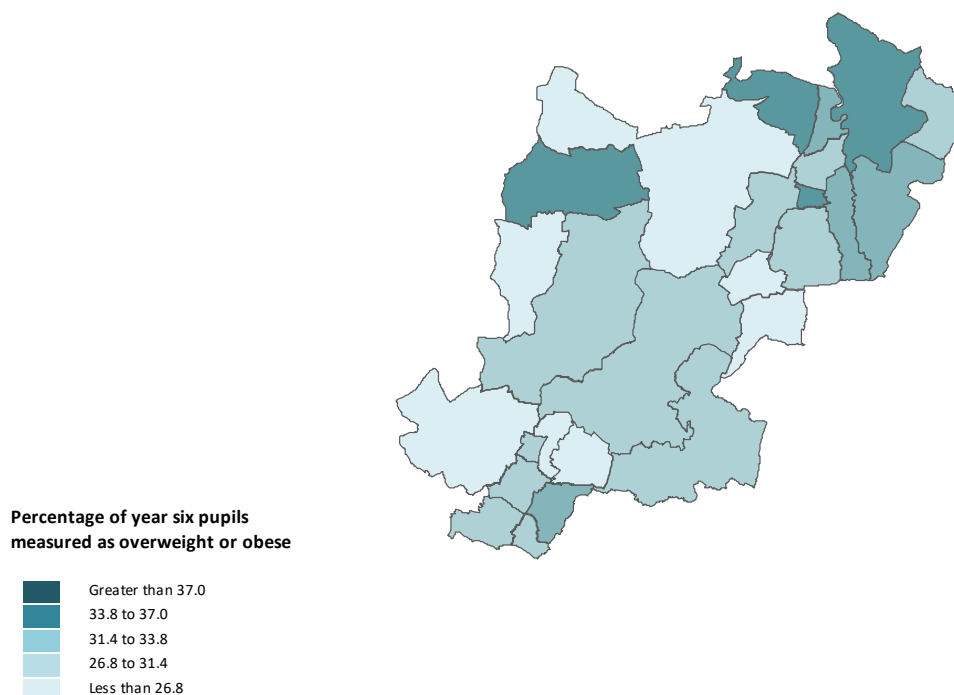 Percentage of year six pupils
measured as overweight or obese
Greater than 37.0
33.8 to 37.0
31.4 to 33.8
26.8 to 31.4
Less than 26.8